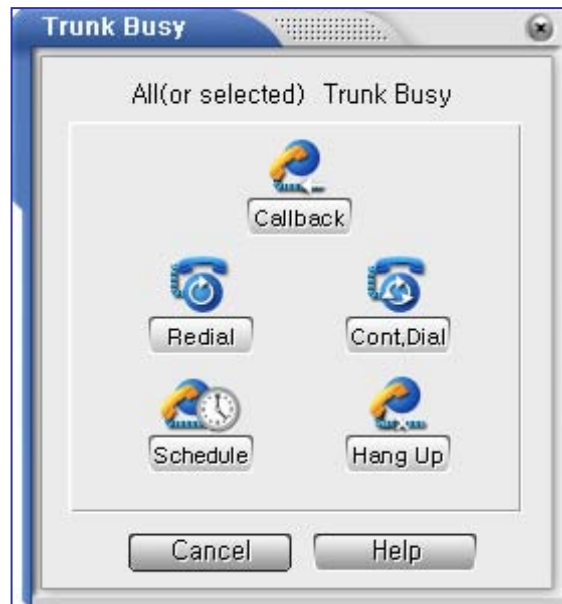 Trunk Busy
All(or selected) Trunk Busy
Callback
Redial Cont,Dial
Schedule Hang Up
Cancel Help